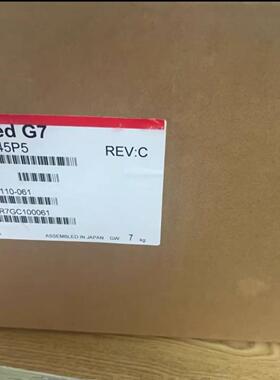 ed G7
45P5
REV:C
110-061
R7GC100061
ASSEMBLED IN JAPAN GW 7 kg